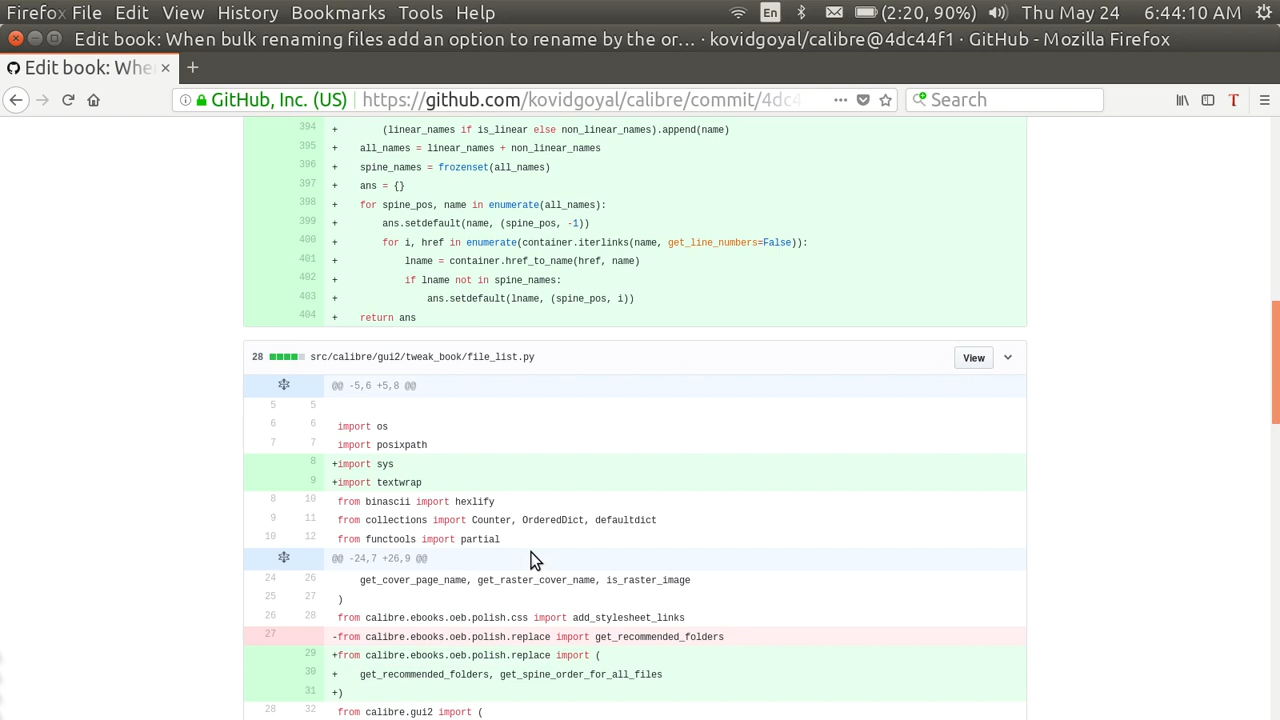 Firefox File Edit View History Bookmarks Tools Help En (2:20, 90%) Thu May 24 6:44:10 AM
Edit book: When bulk renaming files add an option to rename by the or… · kovidgoyal/calibre@4dc44f1 · GitHub - Mozilla Firefox
Edit book: Whe
GitHub, Inc. (US) https://github.com/kovidgoyal/calibre/commit/4dc4 Search
394 + (linear_names if is_linear else non_linear_names).append(name)
395 + all_names = linear_names + non_linear_names
396 + spine_names = frozenset(all_names)
397 + ans = {}
398 + for spine_pos, name in enumerate(all_names):
399 + ans.setdefault(name, (spine_pos, -1))
400 + for i, href in enumerate(container.iterlinks(name, get_line_numbers=False)):
401 + lname = container.href_to_name(href, name)
402 + if lname not in spine_names:
403 + ans.setdefault(lname, (spine_pos, i))
404 + return ans
28 src/calibre/gui2/tweak_book/file_list.py View
@@ -5,6 +5,8 @@
5 5
6 6 import os
7 7 import posixpath
8 +import sys
9 +import textwrap
8 10 from binascii import hexlify
9 11 from collections import Counter, OrderedDict, defaultdict
10 12 from functools import partial
@@ -24,7 +26,9 @@
24 26 get_cover_page_name, get_raster_cover_name, is_raster_image
25 27 )
26 28 from calibre.ebooks.oeb.polish.css import add_stylesheet_links
27 -from calibre.ebooks.oeb.polish.replace import get_recommended_folders
29 +from calibre.ebooks.oeb.polish.replace import (
30 + get_recommended_folders, get_spine_order_for_all_files
31 +)
28 32 from calibre.gui2 import (